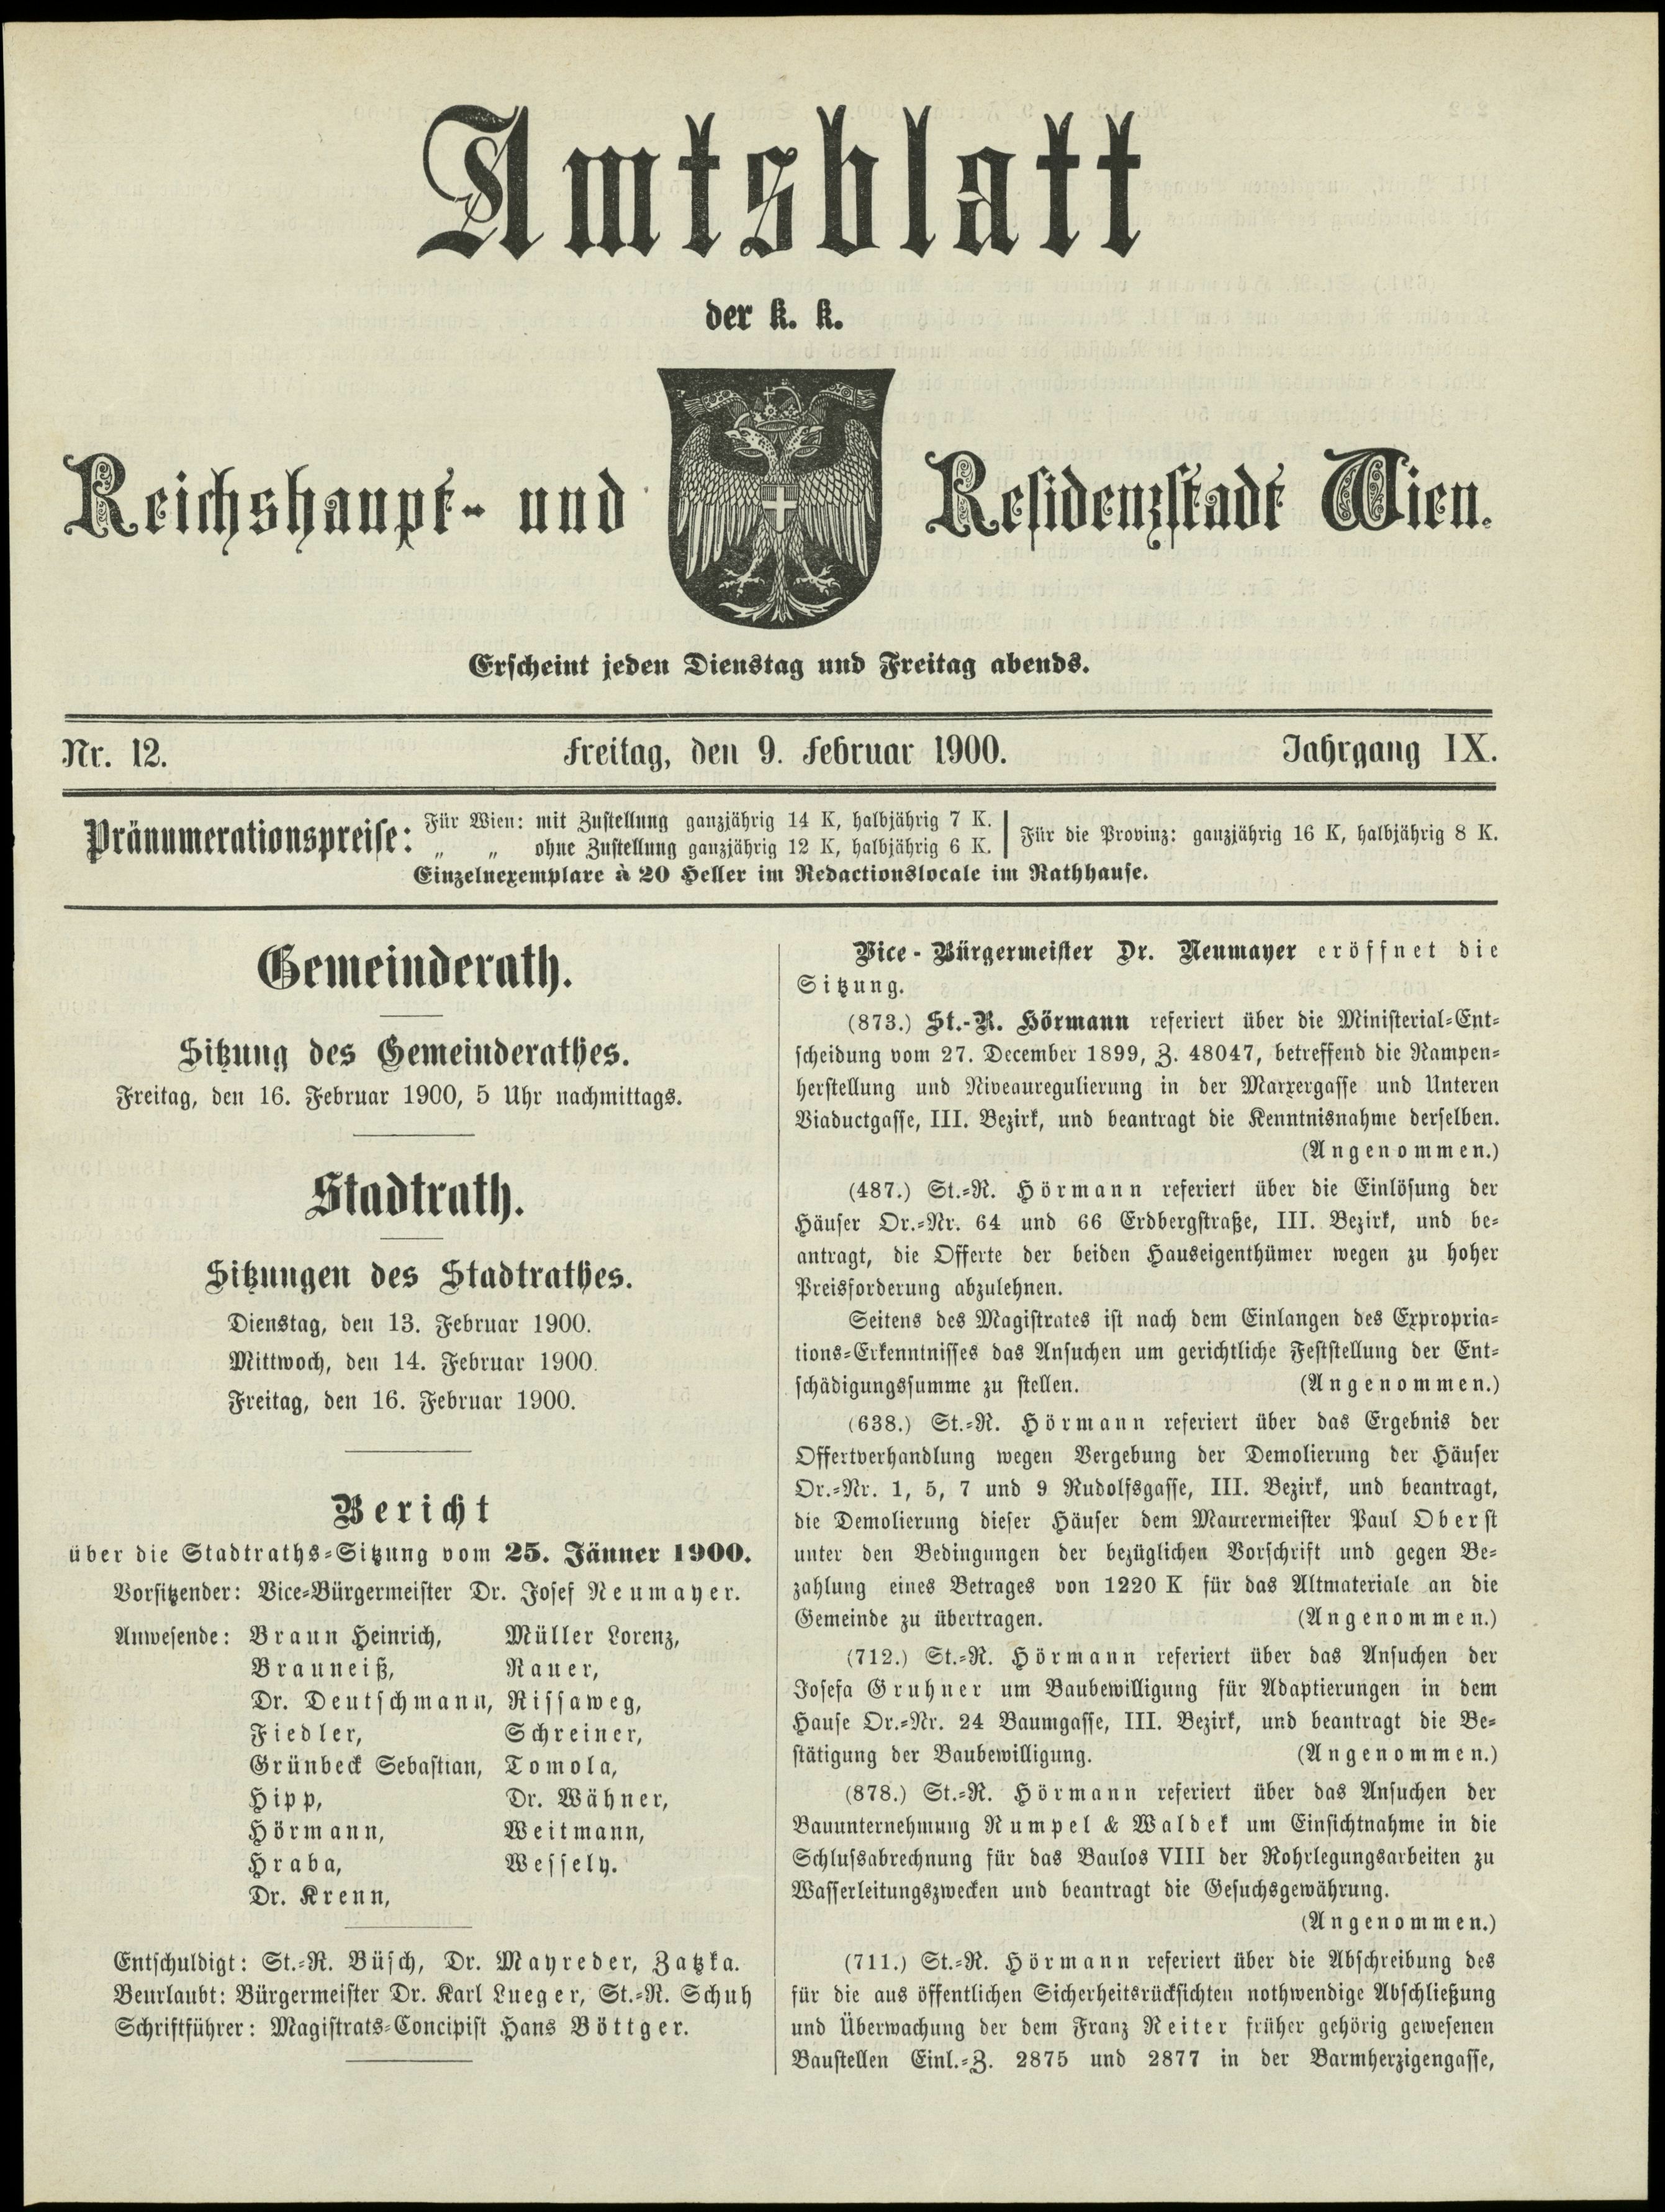 Amtsblatt
der k. k.
Reichshaupt- und Residenzstadt Wien.
Erscheint jeden Dienstag und Freitag abends.
Nr. 12. Freitag, den 9. Februar 1900. Jahrgang IX.
Pränumerationspreise: Für Wien: mit Zustellung ganzjährig 14 K, halbjährig 7 K.
„ „ ohne Zustellung ganzjährig 12 K, halbjährig 6 K.
Für die Provinz: ganzjährig 16 K, halbjährig 8 K.
Einzelnexemplare à 20 Heller im Redactionslocale im Rathhause.
Gemeinderath.
Sitzung des Gemeinderathes.
Freitag, den 16. Februar 1900, 5 Uhr nachmittags.
Stadtrath.
Sitzungen des Stadtrathes.
Dienstag, den 13. Februar 1900.
Mittwoch, den 14. Februar 1900.
Freitag, den 16. Februar 1900.
Bericht
über die Stadtraths-Sitzung vom 25. Jänner 1900.
Vorsitzender: Vice-Bürgermeister Dr. Josef Neumayer.
Anwesende: Braun Heinrich, Müller Lorenz,
Brauneiß, Rauer,
Dr. Deutschmann, Rissaweg,
Fiedler, Schreiner,
Grünbeck Sebastian, Tomola,
Hipp, Dr. Wähner,
Hörmann, Weitmann,
Hraba, Wessely.
Dr. Krenn,
Entschuldigt: St.-R. Büsch, Dr. Mayreder, Zatzka.
Beurlaubt: Bürgermeister Dr. Karl Lueger, St.-R. Schuh
Schriftführer: Magistrats-Concipist Hans Böttger.
Vice-Bürgermeister Dr. Neumayer eröffnet die
Sitzung.
(873.) St.-R. Hörmann referiert über die Ministerial-Ent-
scheidung vom 27. December 1899, Z. 48047, betreffend die Rampen-
herstellung und Niveauregulierung in der Marxergasse und Unteren
Viaductgasse, III. Bezirk, und beantragt die Kenntnisnahme derselben.
(Angenommen.)
(487.) St.-R. Hörmann referiert über die Einlösung der
Häuser Or.-Nr. 64 und 66 Erdbergstraße, III. Bezirk, und be-
antragt, die Offerte der beiden Hauseigenthümer wegen zu hoher
Preisforderung abzulehnen.
Seitens des Magistrates ist nach dem Einlangen des Expropria-
tions-Erkenntnisses das Ansuchen um gerichtliche Feststellung der Ent-
schädigungssumme zu stellen. (Angenommen.)
(638.) St.-R. Hörmann referiert über das Ergebnis der
Offertverhandlung wegen Vergebung der Demolierung der Häuser
Or.-Nr. 1, 5, 7 und 9 Rudolfsgasse, III. Bezirk, und beantragt,
die Demolierung dieser Häuser dem Maurermeister Paul Oberst
unter den Bedingungen der bezüglichen Vorschrift und gegen Be-
zahlung eines Betrages von 1220 K für das Altmateriale an die
Gemeinde zu übertragen. (Angenommen.)
(712.) St.-R. Hörmann referiert über das Ansuchen der
Josefa Gruhner um Baubewilligung für Adaptierungen in dem
Hause Or.-Nr. 24 Baumgasse, III. Bezirk, und beantragt die Be-
stätigung der Baubewilligung. (Angenommen.)
(878.) St.-R. Hörmann referiert über das Ansuchen der
Bauunternehmung Rumpel & Waldek um Einsichtnahme in die
Schlussabrechnung für das Baulos VIII der Rohrlegungsarbeiten zu
Wasserleitungszwecken und beantragt die Gesuchsgewährung.
(Angenommen.)
(711.) St.-R. Hörmann referiert über die Abschreibung des
für die aus öffentlichen Sicherheitsrücksichten nothwendige Abschließung
und Überwachung der dem Franz Reiter früher gehörig gewesenen
Baustellen Einl.-Z. 2875 und 2877 in der Barmherzigengasse,